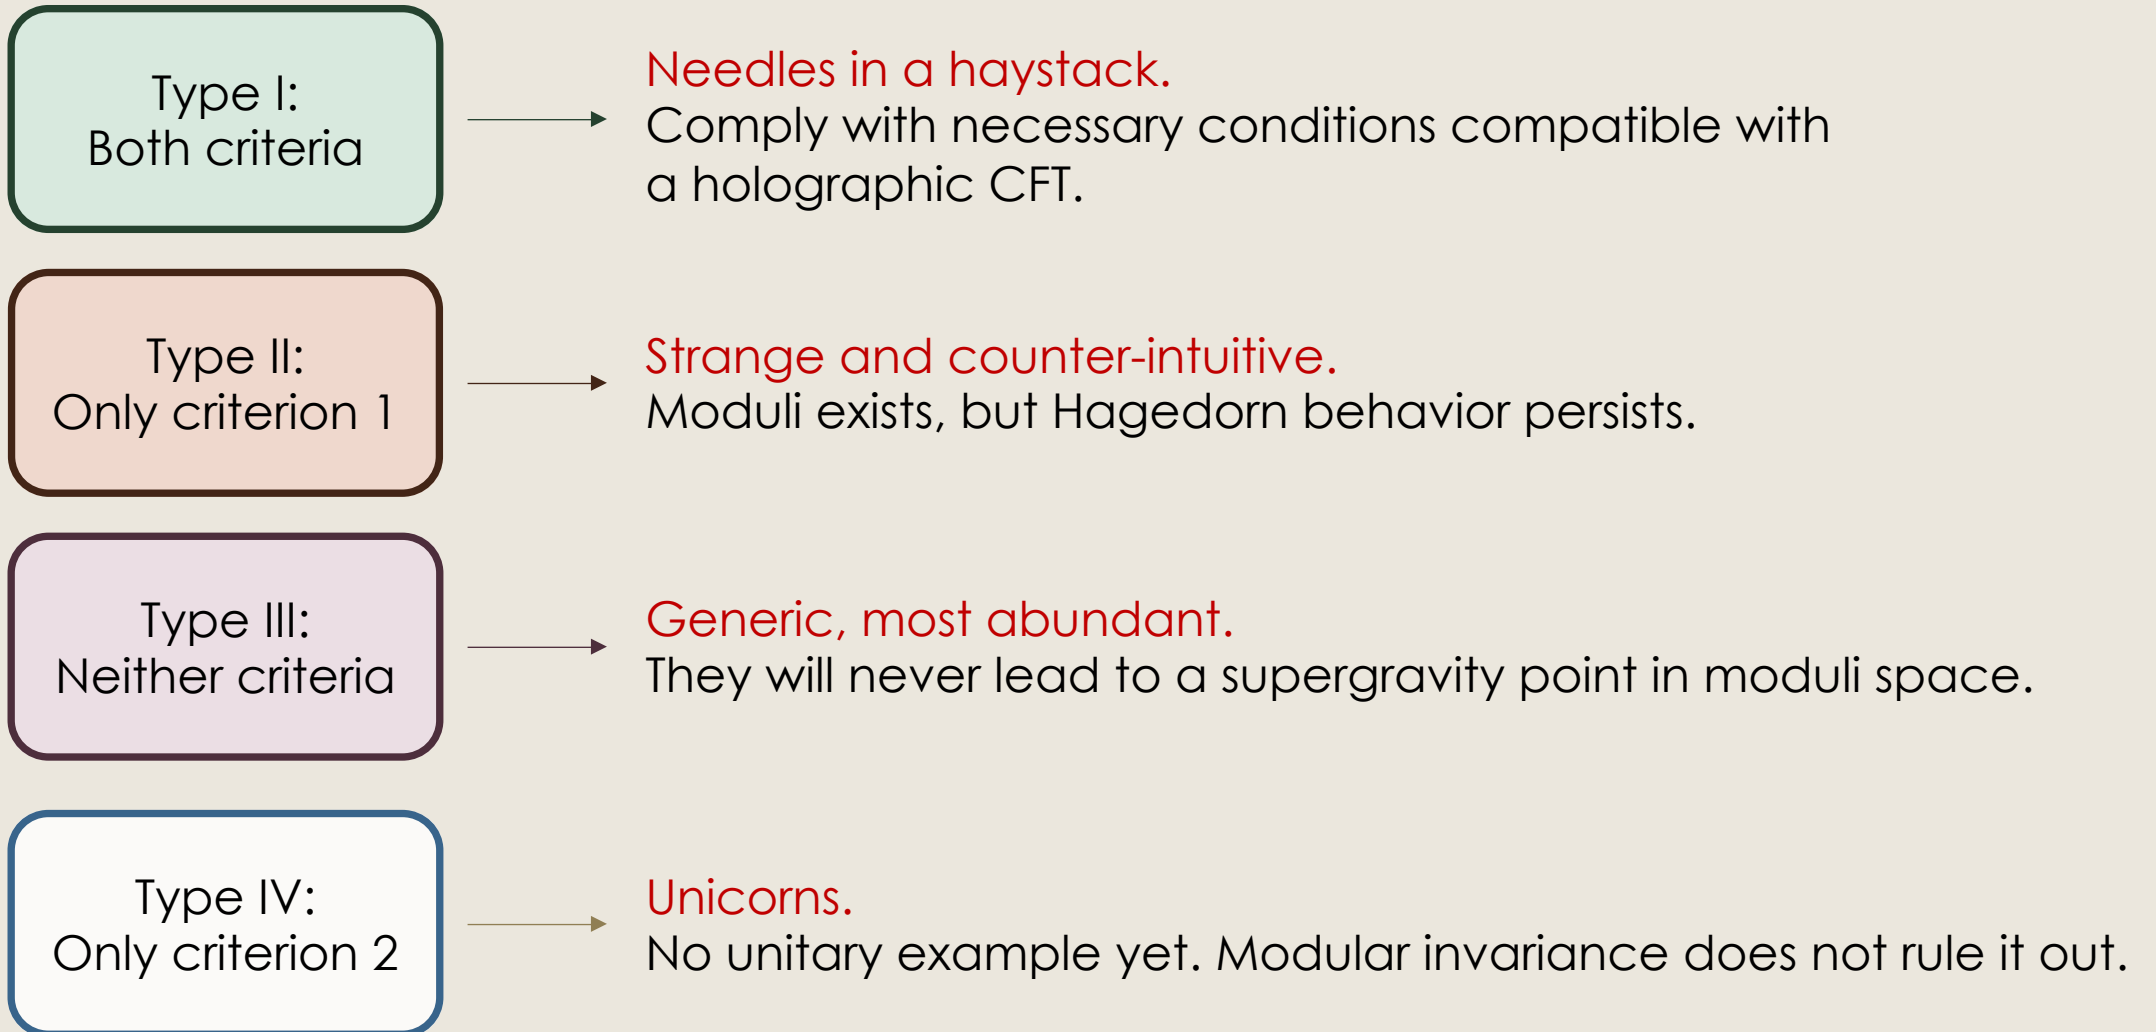 Type I:
Both criteria
Needles in a haystack.
Comply with necessary conditions compatible with
a holographic CFT.
Type II:
Only criterion 1
Strange and counter-intuitive.
Moduli exists, but Hagedorn behavior persists.
Type III:
Neither criteria
Generic, most abundant.
They will never lead to a supergravity point in moduli space.
Type IV:
Only criterion 2
Unicorns.
No unitary example yet. Modular invariance does not rule it out.